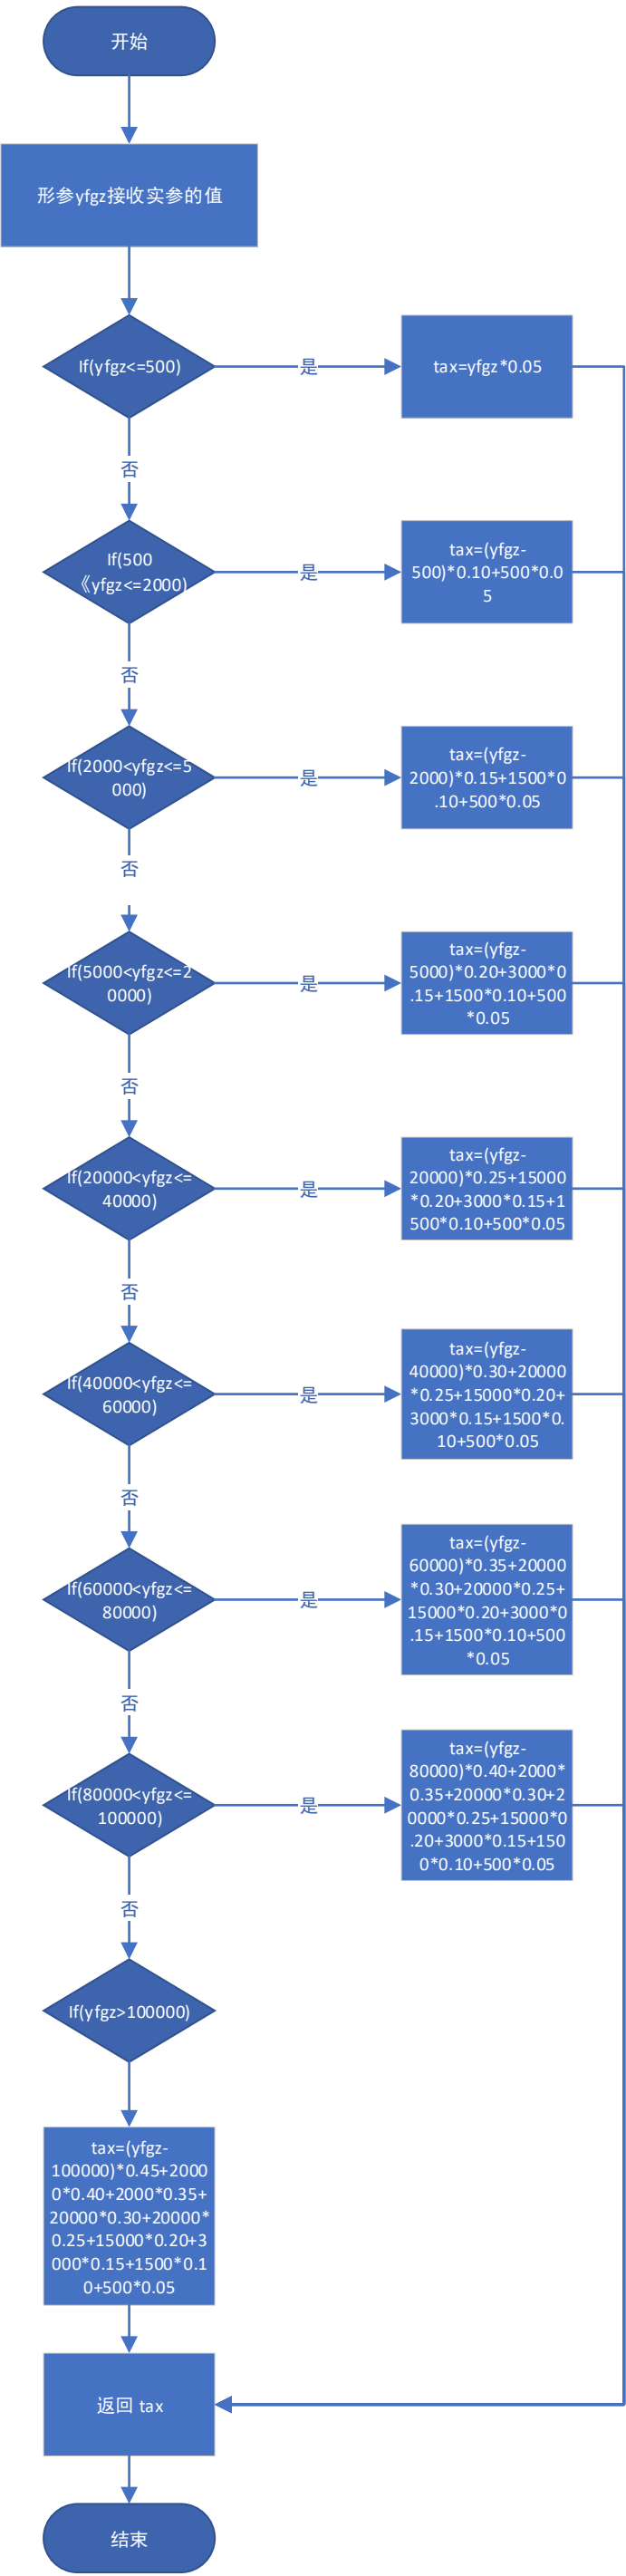 开始
形参yfgz接收实参的值
If(yfgz<=500)
是
tax=yfgz*0.05
否
If(500
《yfgz<=2000)
是
tax=(yfgz-
500)*0.10+500*0.0
5
否
If(2000<yfgz<=5
000)
是
tax=(yfgz-
2000)*0.15+1500*0
.10+500*0.05
否
If(5000<yfgz<=2
0000)
是
tax=(yfgz-
5000)*0.20+3000*0
.15+1500*0.10+500
*0.05
否
If(20000<yfgz<=
40000)
是
tax=(yfgz-
20000)*0.25+15000
*0.20+3000*0.15+1
500*0.10+500*0.05
否
If(40000<yfgz<=
60000)
是
tax=(yfgz-
40000)*0.30+20000
*0.25+15000*0.20+
3000*0.15+1500*0.
10+500*0.05
否
If(60000<yfgz<=
80000)
是
tax=(yfgz-
60000)*0.35+20000
*0.30+20000*0.25+
15000*0.20+3000*0
.15+1500*0.10+500
*0.05
否
If(80000<yfgz<=
100000)
是
tax=(yfgz-
80000)*0.40+2000*
0.35+20000*0.30+2
0000*0.25+15000*0
.20+3000*0.15+150
0*0.10+500*0.05
否
If(yfgz>100000)
tax=(yfgz-
100000)*0.45+2000
0*0.40+2000*0.35+
20000*0.30+20000*
0.25+15000*0.20+3
000*0.15+1500*0.1
0+500*0.05
返回 tax
结束